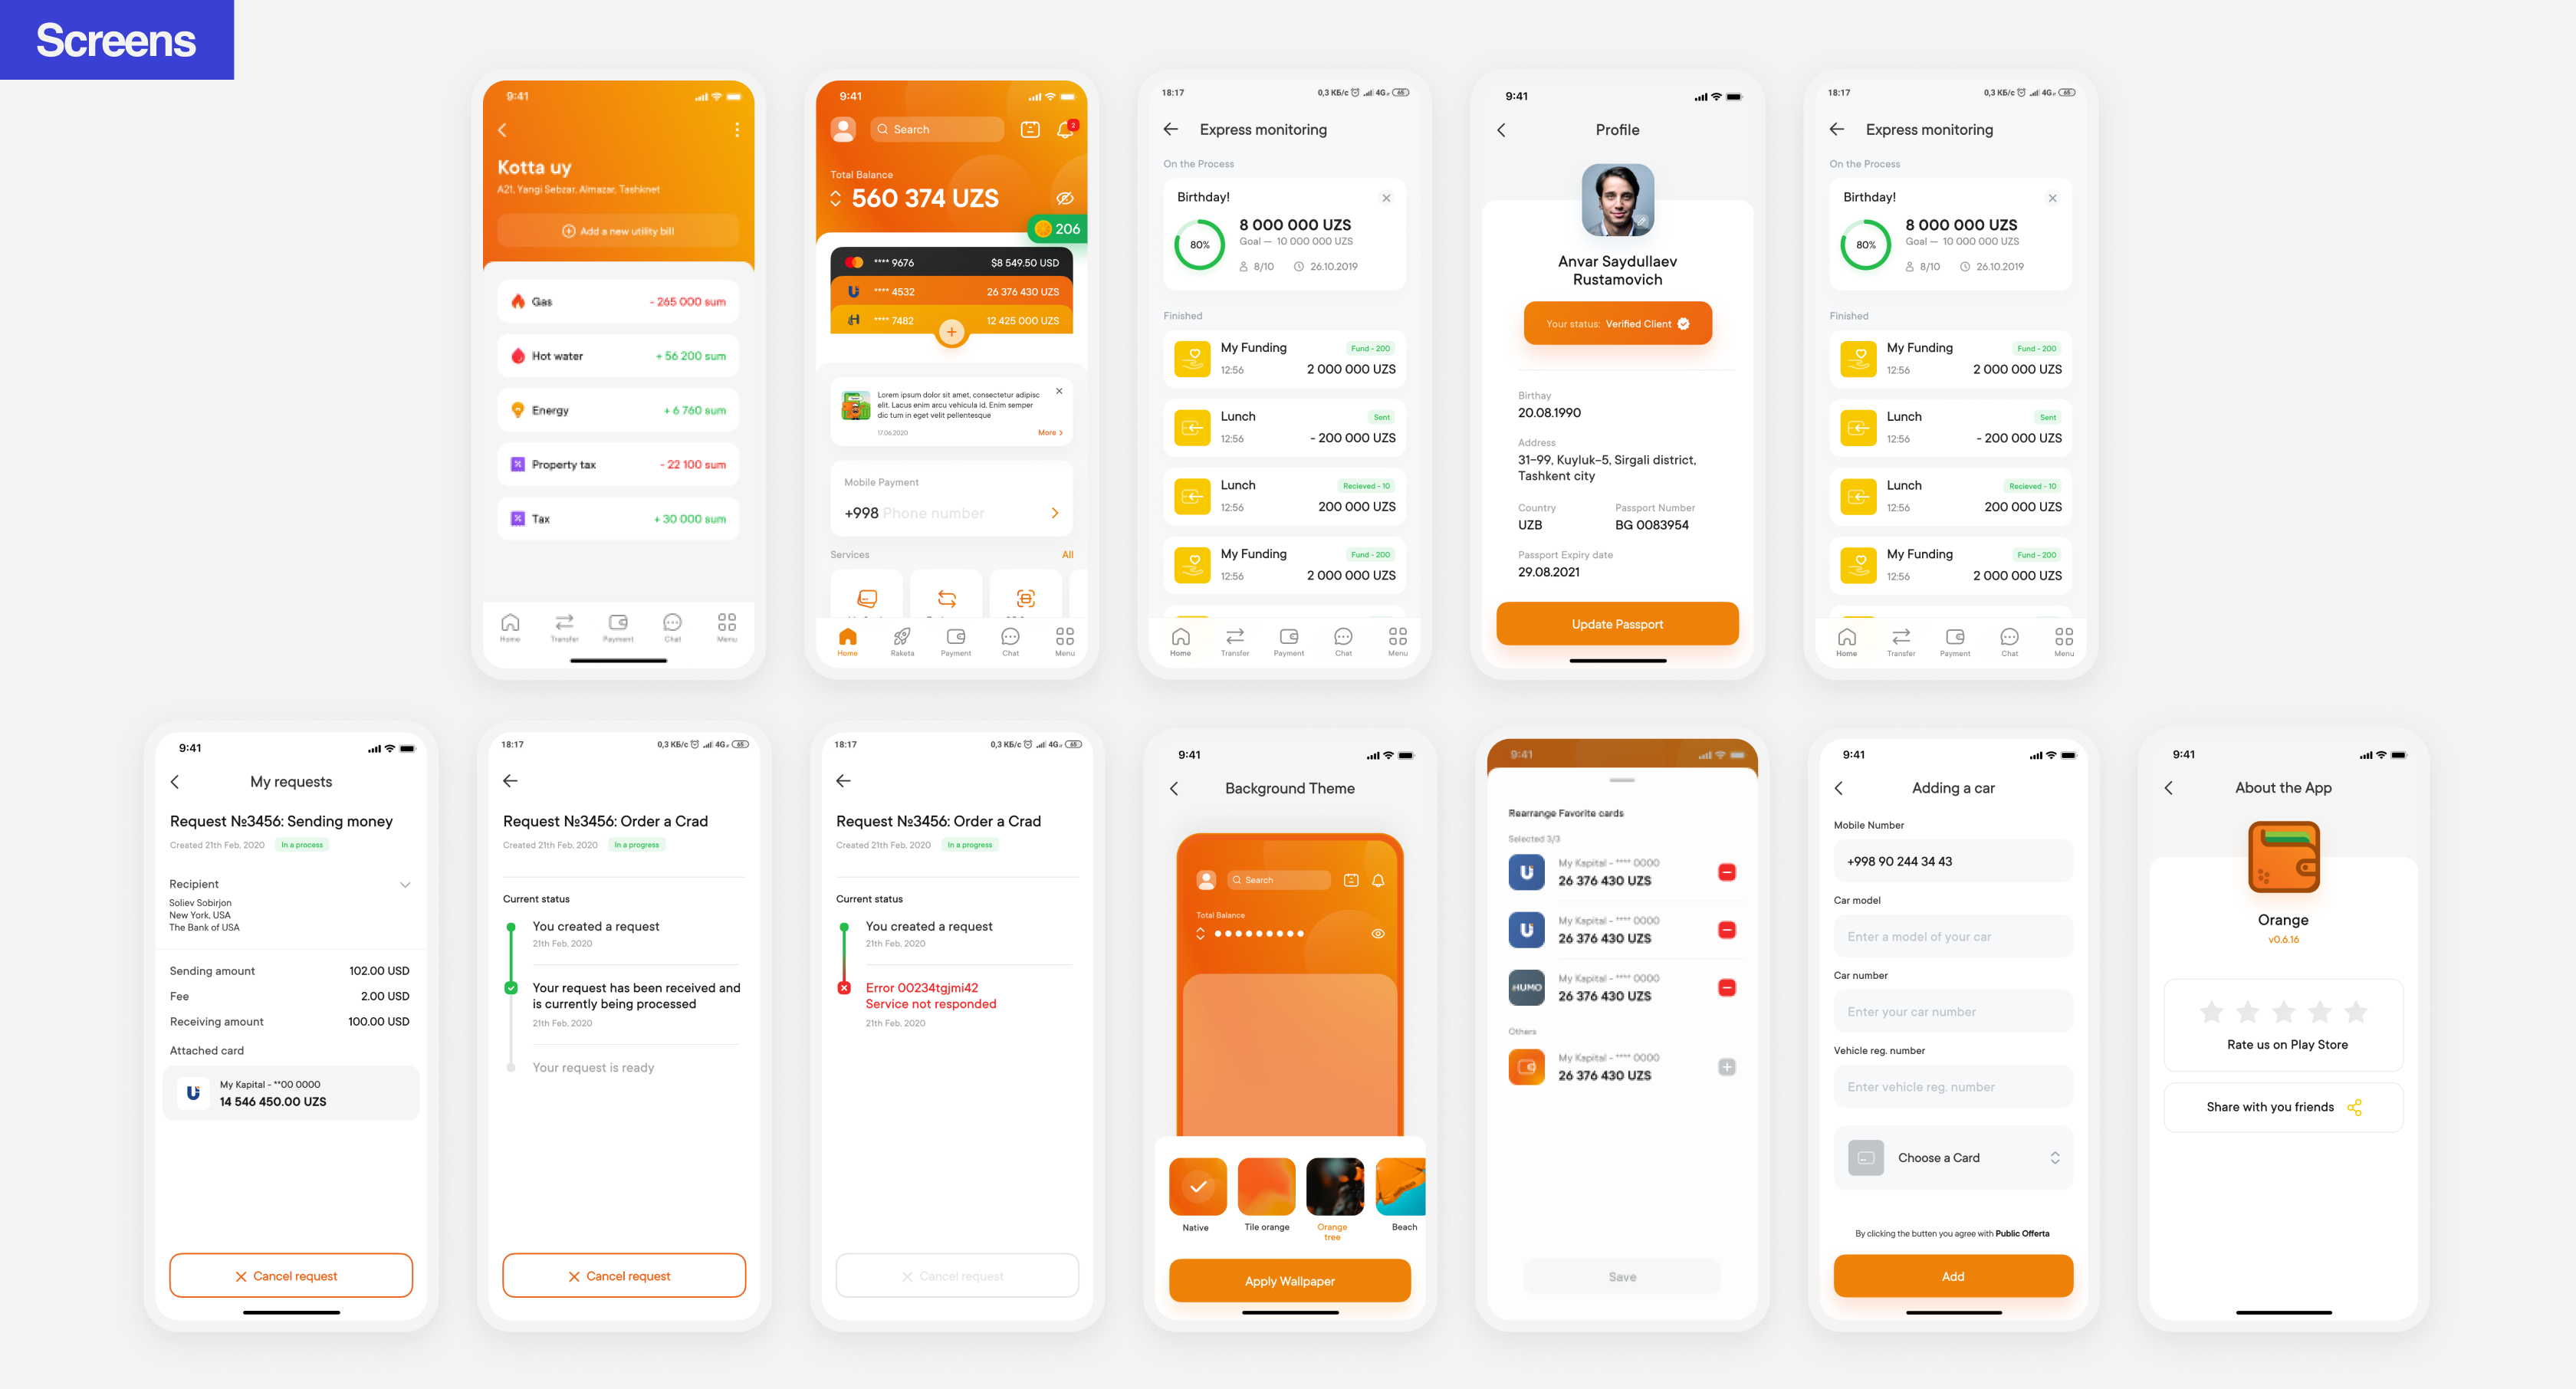 Screens
9:41
Kotta uy
A21, Yangi Sebzar, Almazar, Tashknet
Add a new utility bill
Gas - 265 000 sum
Hot water + 56 200 sum
Energy + 6 760 sum
Property tax - 22 100 sum
Tax + 30 000 sum
Home Transfer Payment Chat Menu
9:41
Search
2
Total Balance
560 374 UZS
206
**** 9676 $8 549.50 USD
**** 4532 26 376 430 UZS
**** 7482 12 425 000 UZS
Lorem ipsum dolor sit amet, consectetur adipisc
elit. Lacus enim arcu vehicula id. Enim semper
dic tum in eget velit pellentesque
17.06.2020 More
Mobile Payment
+998 Phone number
Services All
Home Raketa Payment Chat Menu
18:17 0,3 КБ/с 4G 65
Express monitoring
On the Process
Birthday!
80%
8 000 000 UZS
Goal — 10 000 000 UZS
8/10 26.10.2019
Finished
My Funding Fund - 200
12:56 2 000 000 UZS
Lunch Sent
12:56 - 200 000 UZS
Lunch Recieved - 10
12:56 200 000 UZS
My Funding Fund - 200
12:56 2 000 000 UZS
Home Transfer Payment Chat Menu
9:41
Profile
Anvar Saydullaev
Rustamovich
Your status: Verified Client
Birthay
20.08.1990
Address
31–99, Kuyluk–5, Sirgali district,
Tashkent city
Country Passport Number
UZB BG 0083954
Passport Expiry date
29.08.2021
Update Passport
18:17 0,3 КБ/с 4G 65
Express monitoring
On the Process
Birthday!
80%
8 000 000 UZS
Goal — 10 000 000 UZS
8/10 26.10.2019
Finished
My Funding Fund - 200
12:56 2 000 000 UZS
Lunch Sent
12:56 - 200 000 UZS
Lunch Recieved - 10
12:56 200 000 UZS
My Funding Fund - 200
12:56 2 000 000 UZS
Home Transfer Payment Chat Menu
9:41
My requests
Request №3456: Sending money
Created 21th Feb, 2020 In a process
Recipient
Soliev Sobirjon
New York, USA
The Bank of USA
Sending amount 102.00 USD
Fee 2.00 USD
Receiving amount 100.00 USD
Attached card
My Kapital - **00 0000
14 546 450.00 UZS
Cancel request
18:17 0,3 КБ/с 4G 65
Request №3456: Order a Crad
Created 21th Feb, 2020 In a progress
Current status
You created a request
21th Feb, 2020
Your request has been received and
is currently being processed
21th Feb, 2020
Your request is ready
Cancel request
18:17 0,3 КБ/с 4G 65
Request №3456: Order a Crad
Created 21th Feb, 2020 In a progress
Current status
You created a request
21th Feb, 2020
Error 00234tgjmi42
Service not responded
21th Feb, 2020
Cancel request
9:41
Background Theme
Search
Total Balance
Native Tile orange Orange Beach
tree
Apply Wallpaper
9:41
Rearrange Favorite cards
Selected 3/3
My Kapital - **** 0000
26 376 430 UZS
My Kapital - **** 0000
26 376 430 UZS
HUMO
My Kapital - **** 0000
26 376 430 UZS
Others
My Kapital - **** 0000
26 376 430 UZS
Save
9:41
Adding a car
Mobile Number
+998 90 244 34 43
Car model
Enter a model of your car
Car number
Enter your car number
Vehicle reg. number
Enter vehicle reg. number
Choose a Card
By clicking the butten you agree with Public Offerta
Add
9:41
About the App
Orange
v0.6.16
Rate us on Play Store
Share with you friends